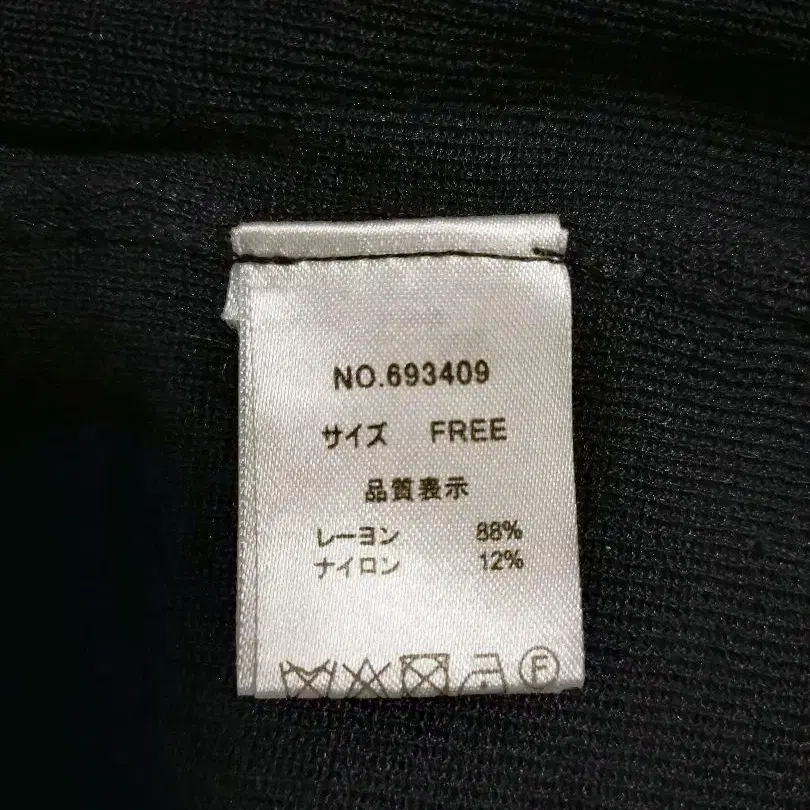 NO.693409
サイズ FREE
品質表示
レーヨン 88%
ナイロン 12%
F